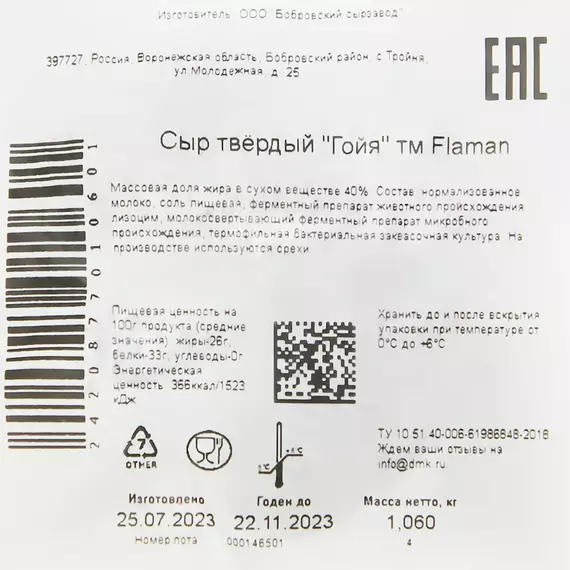 Изготовитель: ООО "Бобровский сырзавод"
397727, Россия, Воронежская область, Бобровский район, с Тройня,
ул.Молодежная, д. 25
EAC
Сыр твёрдый "Гойя" тм Flaman
Массовая доля жира в сухом веществе 40%. Состав: нормализованное
молоко, соль пищевая, ферментный препарат животного происхождения
лизоцим, молокосвертывающий ферментный препарат микробного
происхождения, термофильная бактериальная заквасочная культура. На
производстве используются орехи.
Пищевая ценность на
100г продукта (средние
значения): жиры-26г,
белки-33г, углеводы-0г
Энергетическая
ценность: 366ккал/1523
кДж
Хранить до и после вскрытия
упаковки при температуре от
0°С до +6°С
2420877010601
7
OTHER
ТУ 10.51.40-006-61986848-2018
Ждем ваши отзывы на
info@dmk.ru
Изготовлено
Годен до
Масса нетто, кг
25.07.2023
22.11.2023
1,060
Номер лота
000146501
4